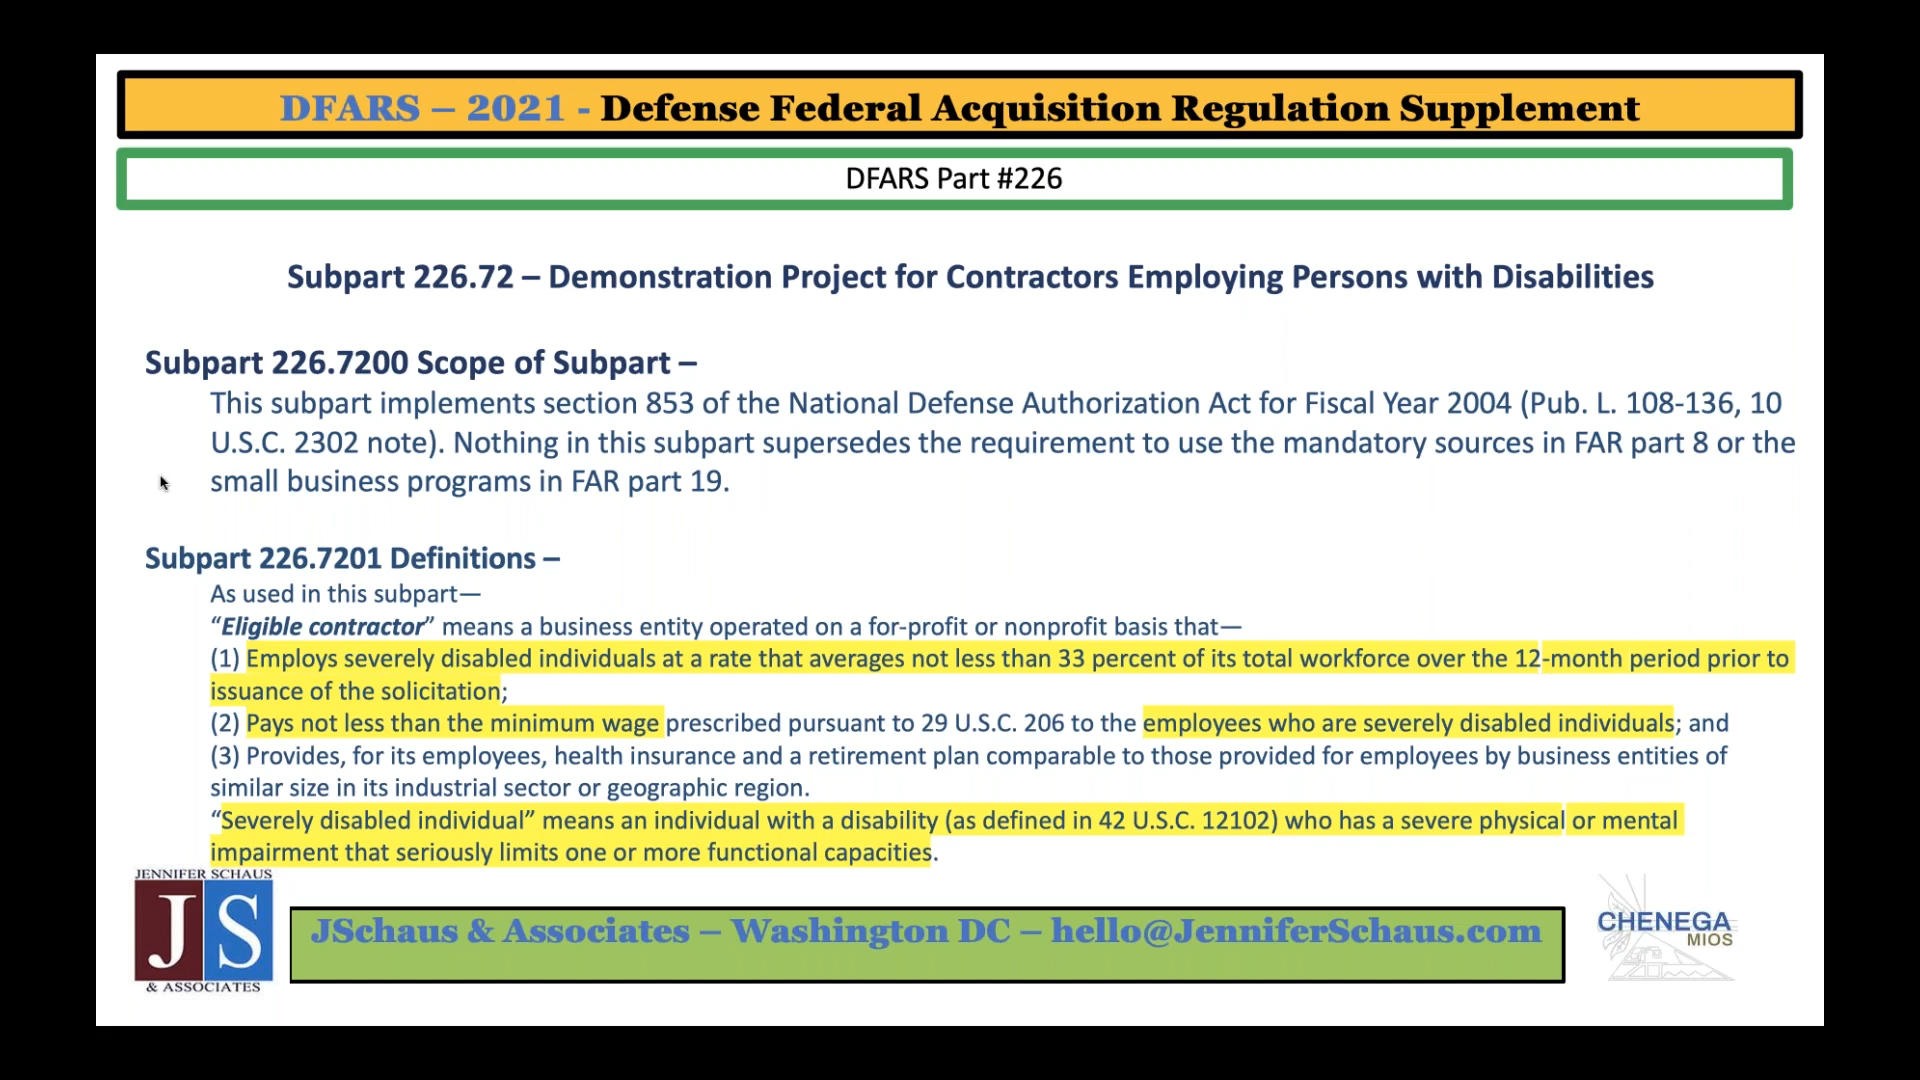 DFARS – 2021 - Defense Federal Acquisition Regulation Supplement
DFARS Part #226
Subpart 226.72 – Demonstration Project for Contractors Employing Persons with Disabilities
Subpart 226.7200 Scope of Subpart –
This subpart implements section 853 of the National Defense Authorization Act for Fiscal Year 2004 (Pub. L. 108-136, 10
U.S.C. 2302 note). Nothing in this subpart supersedes the requirement to use the mandatory sources in FAR part 8 or the
small business programs in FAR part 19.
Subpart 226.7201 Definitions –
As used in this subpart—
“Eligible contractor” means a business entity operated on a for-profit or nonprofit basis that—
(1) Employs severely disabled individuals at a rate that averages not less than 33 percent of its total workforce over the 12-month period prior to
issuance of the solicitation;
(2) Pays not less than the minimum wage prescribed pursuant to 29 U.S.C. 206 to the employees who are severely disabled individuals; and
(3) Provides, for its employees, health insurance and a retirement plan comparable to those provided for employees by business entities of
similar size in its industrial sector or geographic region.
“Severely disabled individual” means an individual with a disability (as defined in 42 U.S.C. 12102) who has a severe physical or mental
impairment that seriously limits one or more functional capacities.
JENNIFER SCHAUS
JS
& ASSOCIATES
JSchaus & Associates – Washington DC – hello@JenniferSchaus.com
CHENEGA
MIOS